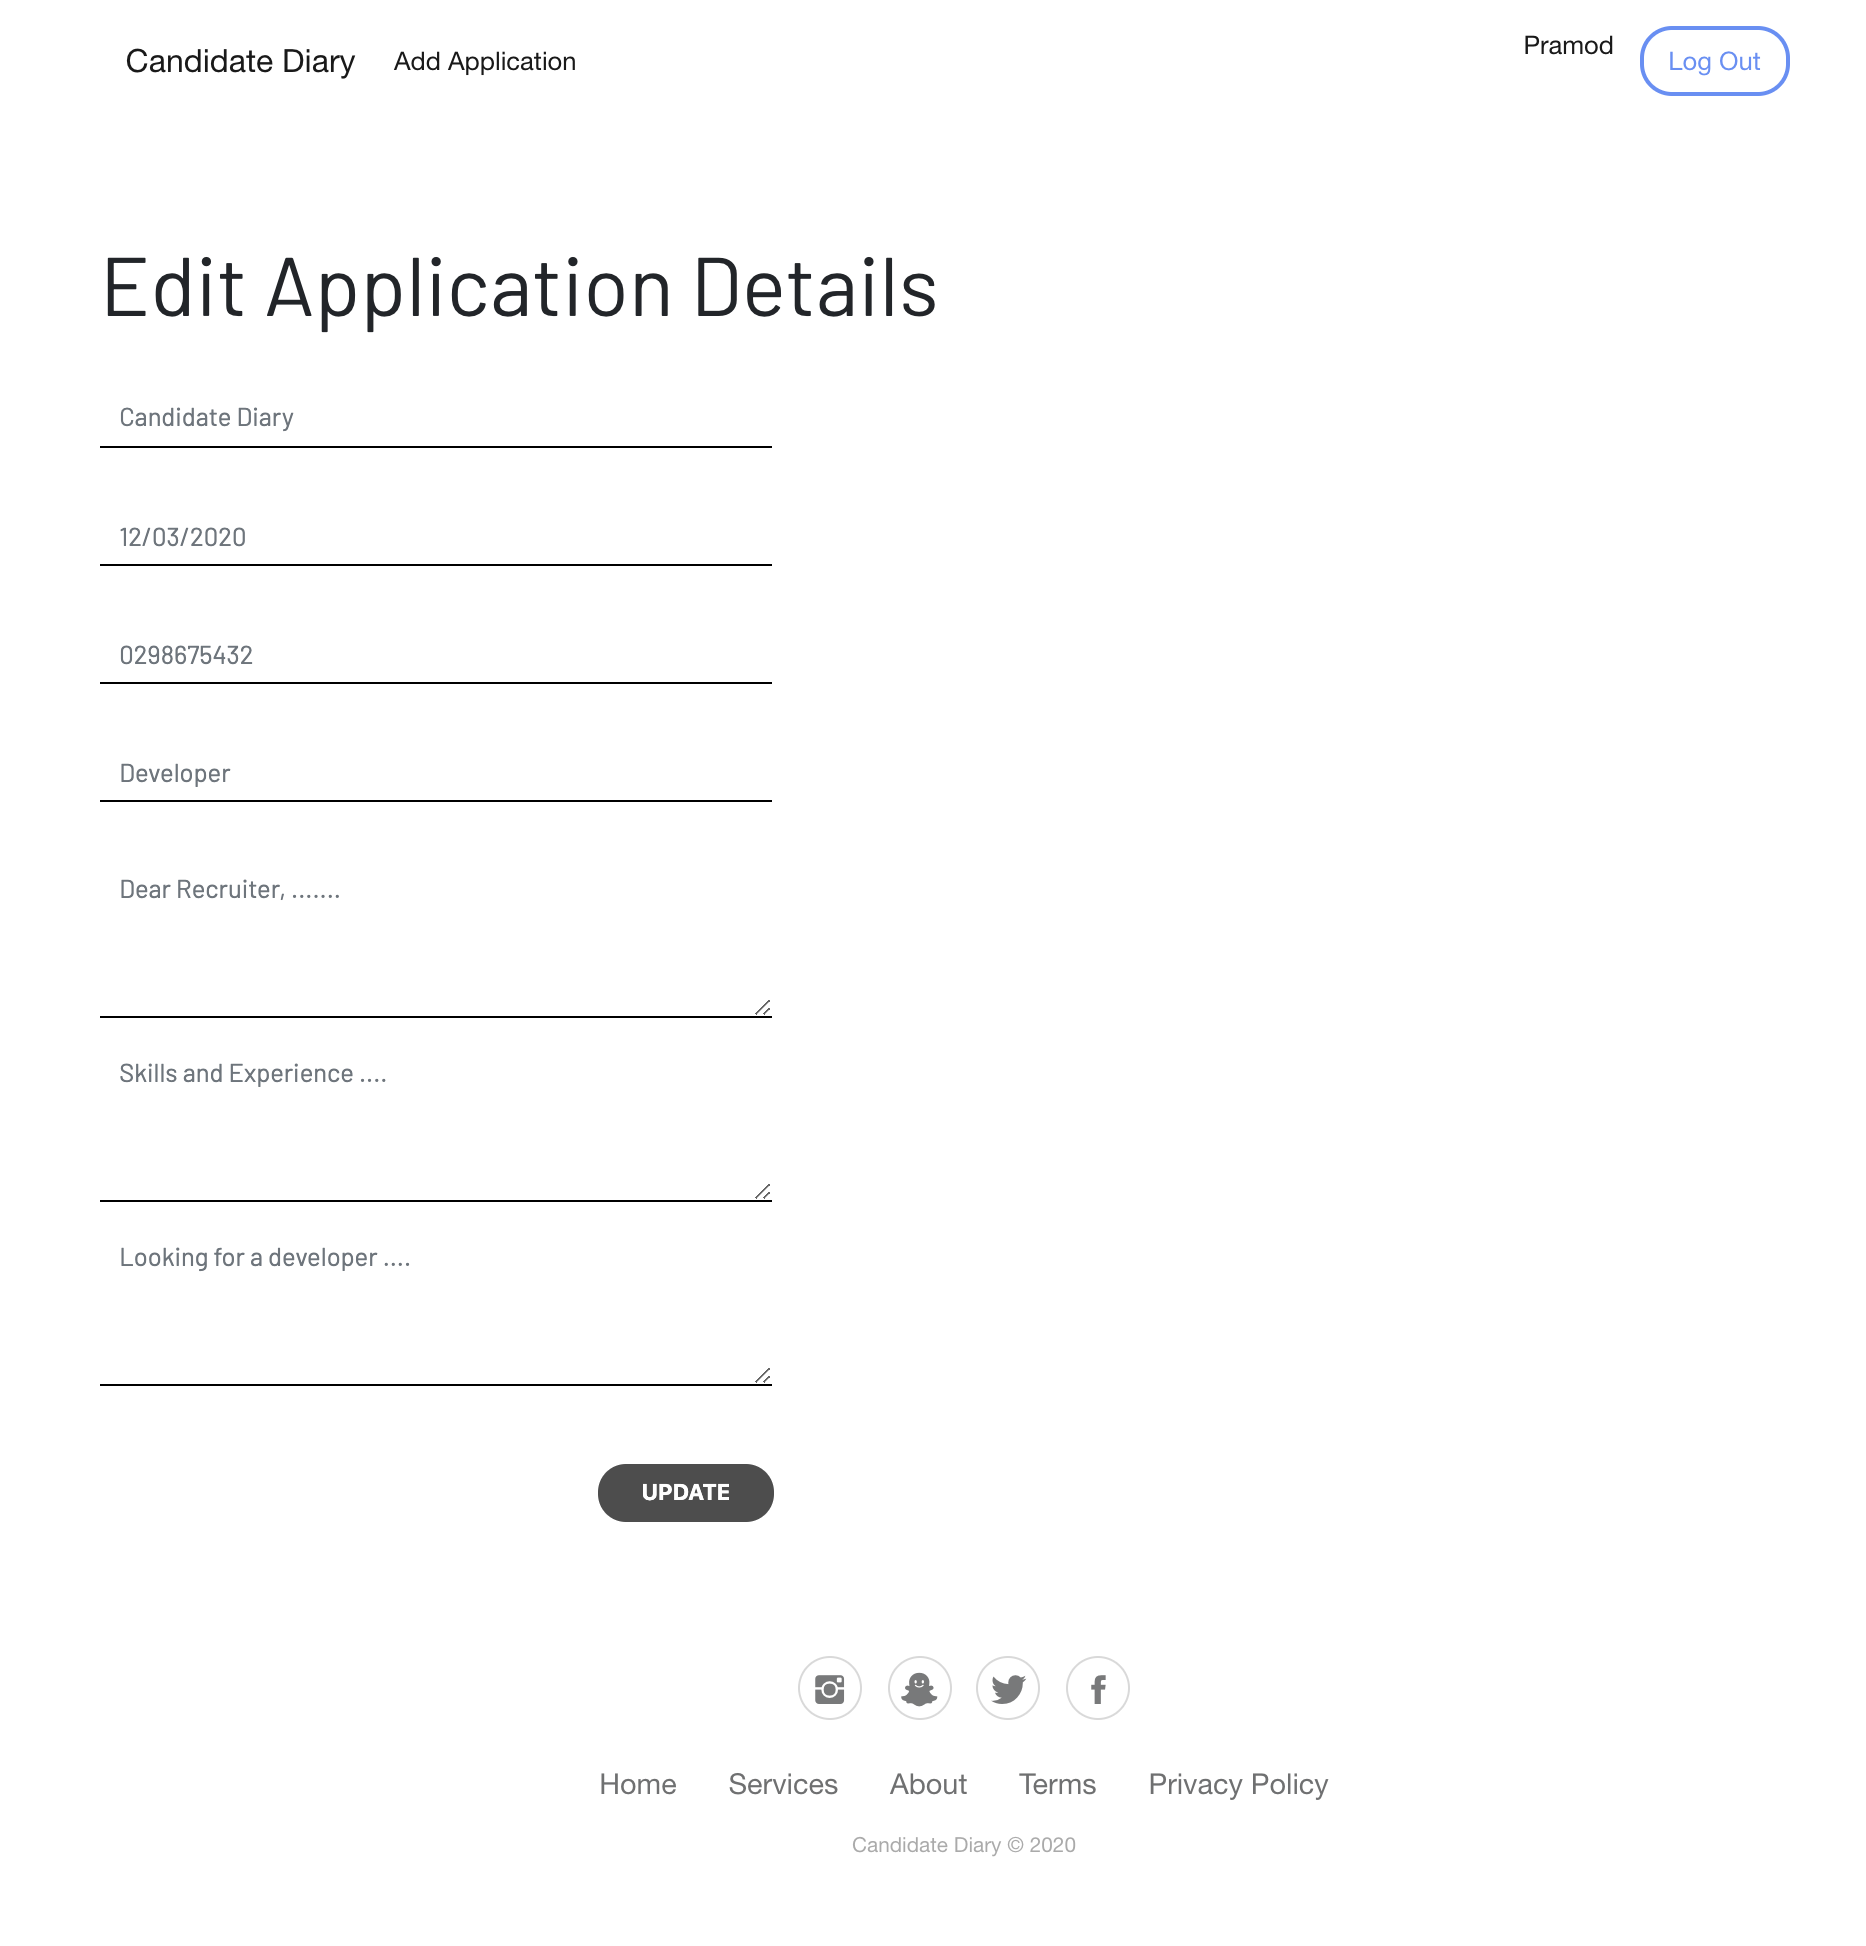 Candidate Diary Add Application Pramod Log Out
Edit Application Details
Candidate Diary
12/03/2020
0298675432
Developer
Dear Recruiter, .......
Skills and Experience ....
Looking for a developer ....
UPDATE
Home Services About Terms Privacy Policy
Candidate Diary © 2020